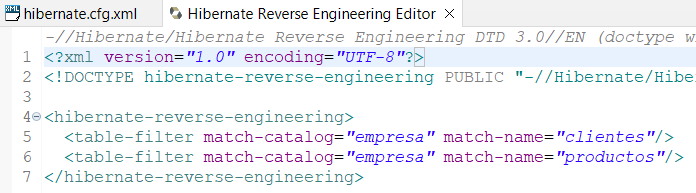 hibernate.cfg.xml Hibernate Reverse Engineering Editor
-//Hibernate/Hibernate Reverse Engineering DTD 3.0//EN (doctype w
1 <?xml version="1.0" encoding="UTF-8"?>
2 <!DOCTYPE hibernate-reverse-engineering PUBLIC "-//Hibernate/Hibe
3
4 <hibernate-reverse-engineering>
5 <table-filter match-catalog="empresa" match-name="clientes"/>
6 <table-filter match-catalog="empresa" match-name="productos"/>
7 </hibernate-reverse-engineering>